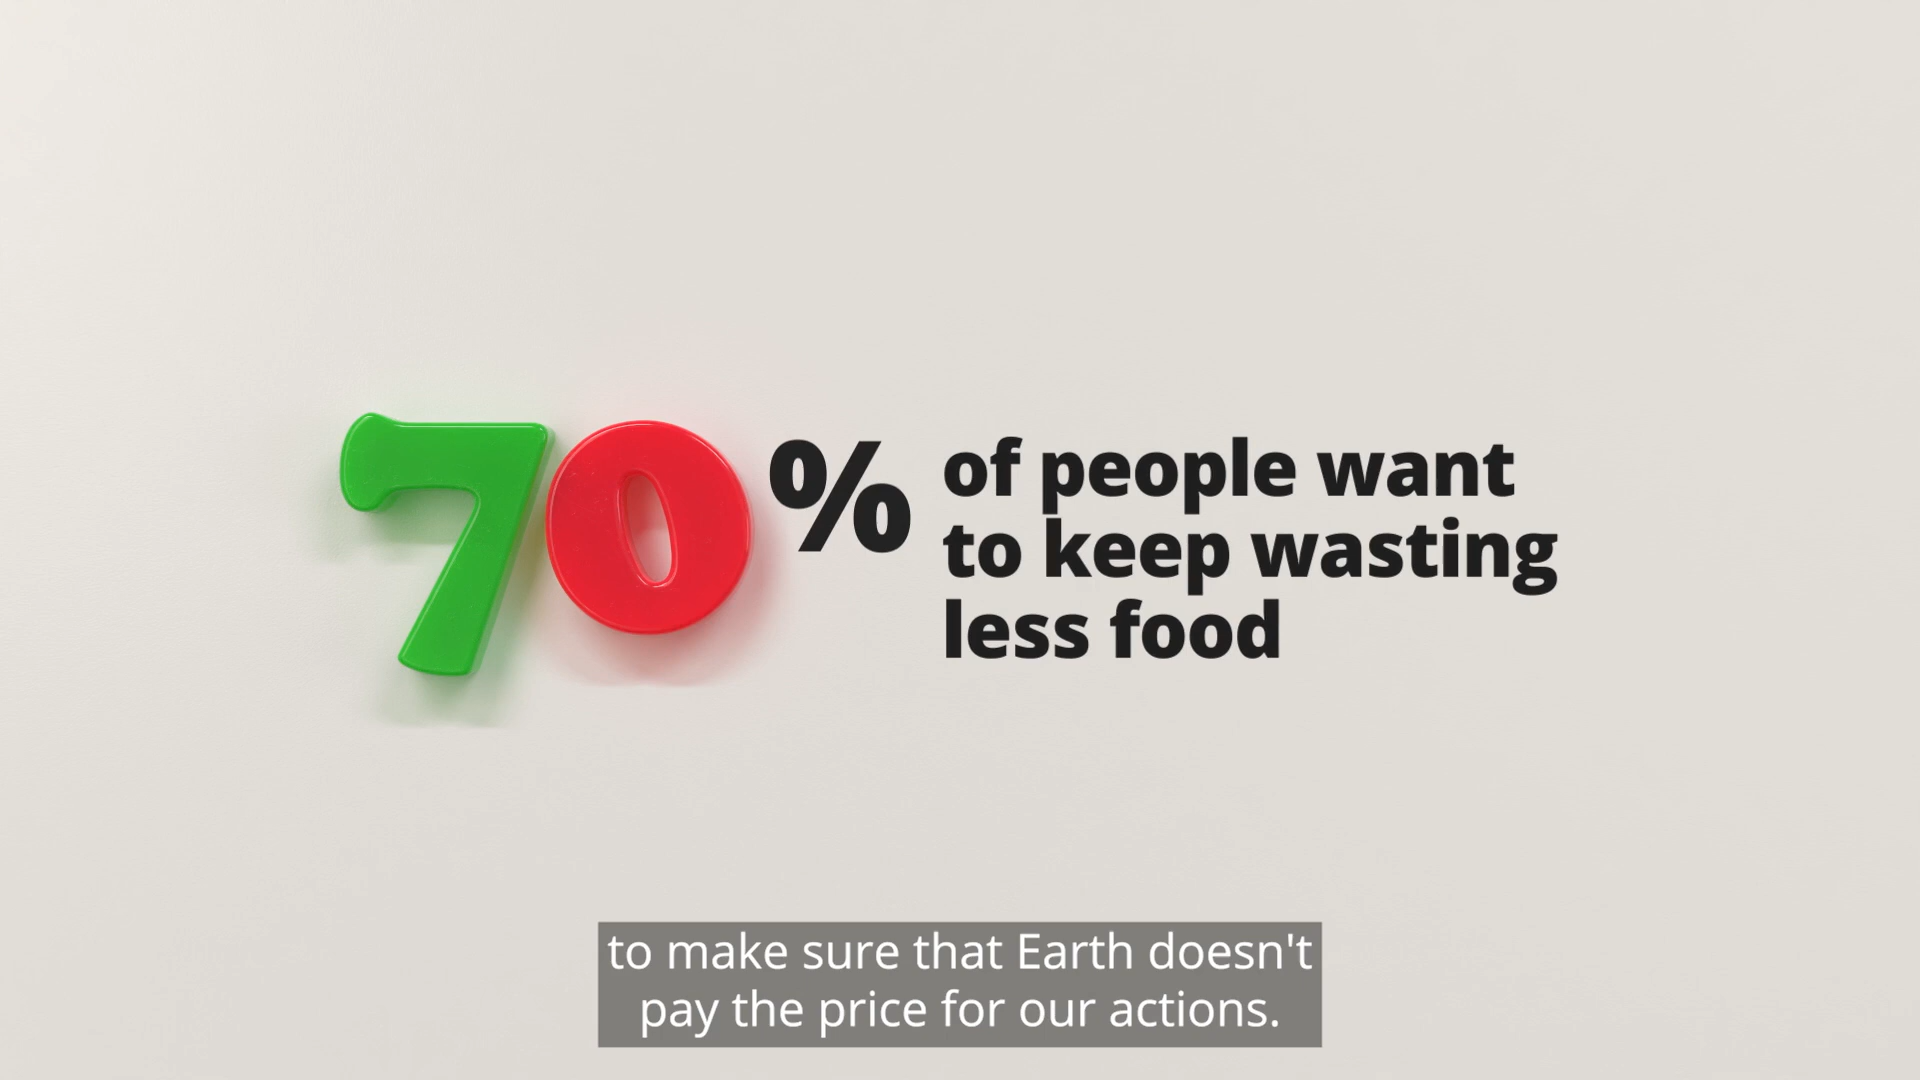 70% of people want
to keep wasting
less food
to make sure that Earth doesn't
pay the price for our actions.